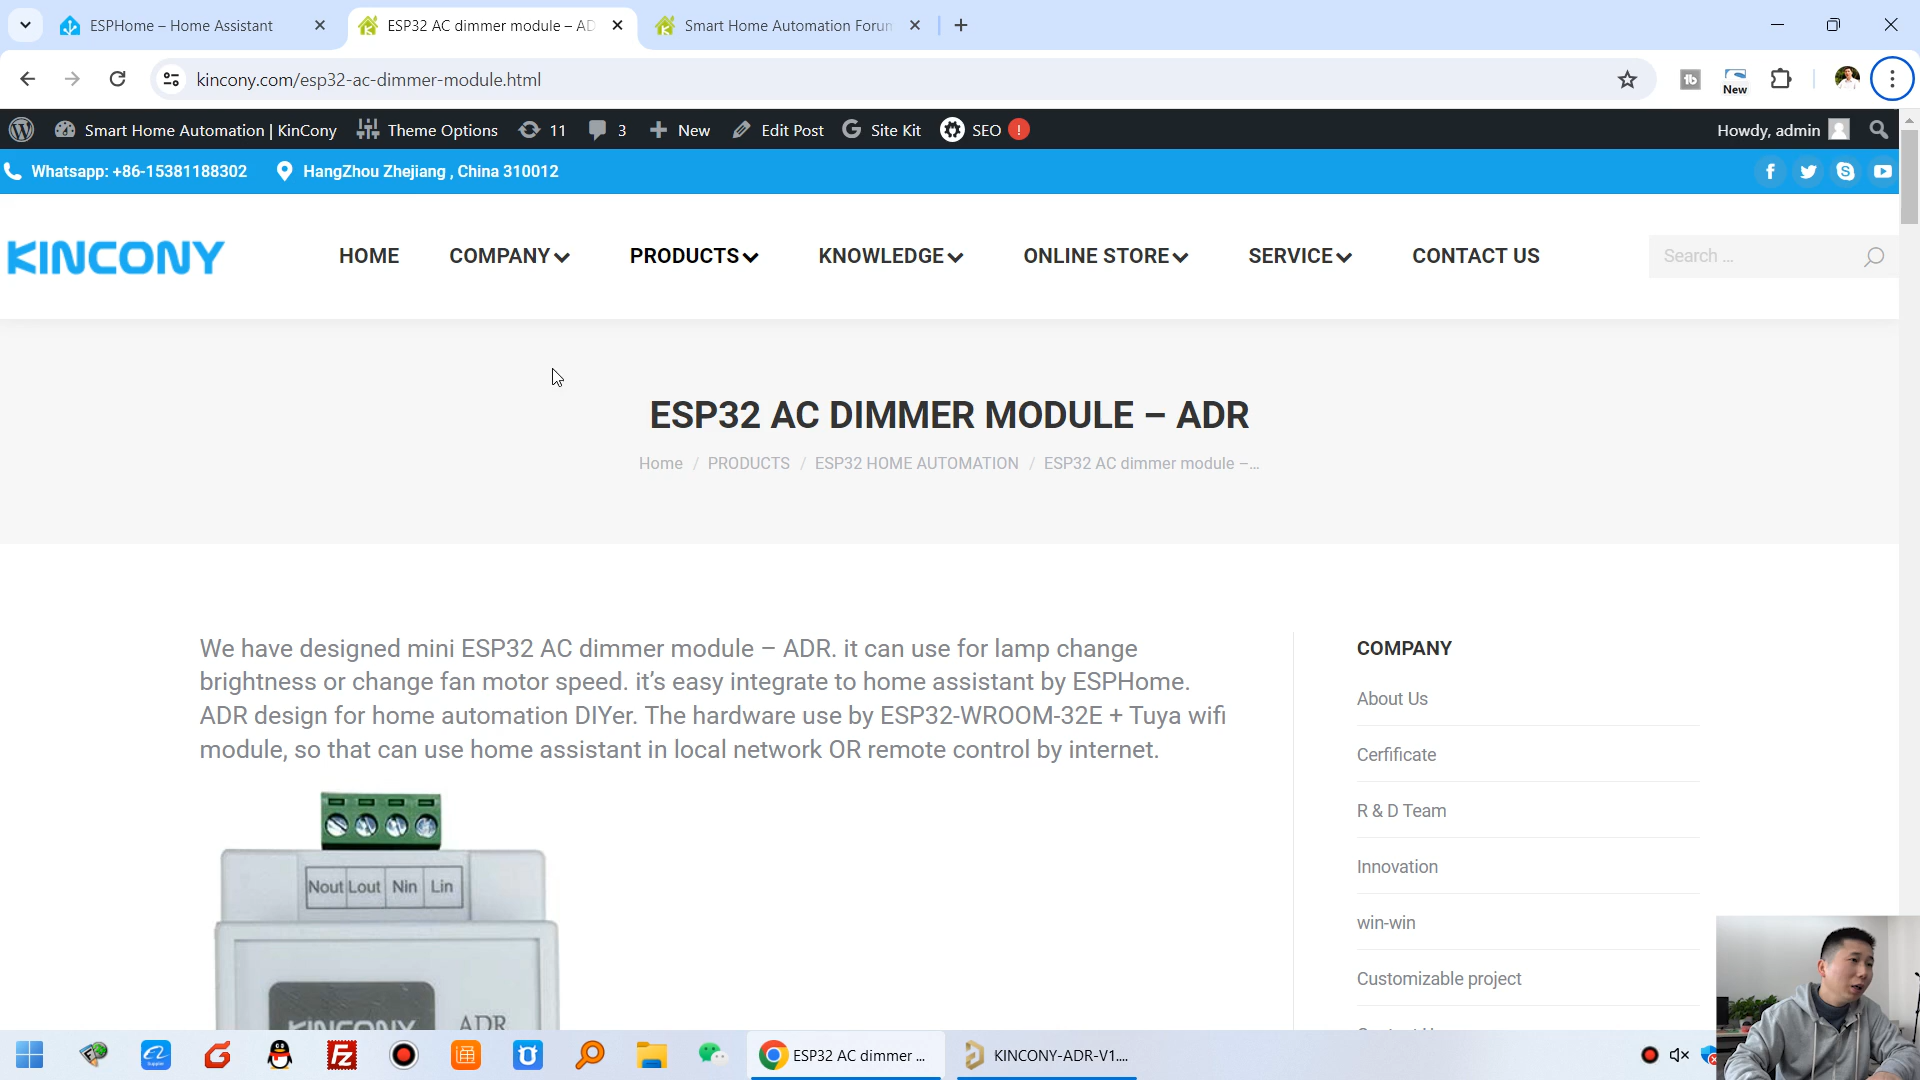 ESPHome – Home Assistant
ESP32 AC dimmer module – AD
Smart Home Automation Forun
kincony.com/esp32-ac-dimmer-module.html
New
Smart Home Automation | KinCony
Theme Options
11
3
New
Edit Post
Site Kit
SEO
!
Howdy, admin
Whatsapp: +86-15381188302
HangZhou Zhejiang , China 310012
KINCONY
HOME
COMPANY
PRODUCTS
KNOWLEDGE
ONLINE STORE
SERVICE
CONTACT US
Search ...
ESP32 AC DIMMER MODULE – ADR
Home / PRODUCTS / ESP32 HOME AUTOMATION / ESP32 AC dimmer module –...
We have designed mini ESP32 AC dimmer module – ADR. it can use for lamp change
brightness or change fan motor speed. it's easy integrate to home assistant by ESPHome.
ADR design for home automation DIYer. The hardware use by ESP32-WROOM-32E + Tuya wifi
module, so that can use home assistant in local network OR remote control by internet.
Nout Lout Nin Lin
KINCONY
ADR
COMPANY
About Us
Cerfificate
R & D Team
Innovation
win-win
Customizable project
ESP32 AC dimmer ...
KINCONY-ADR-V1....